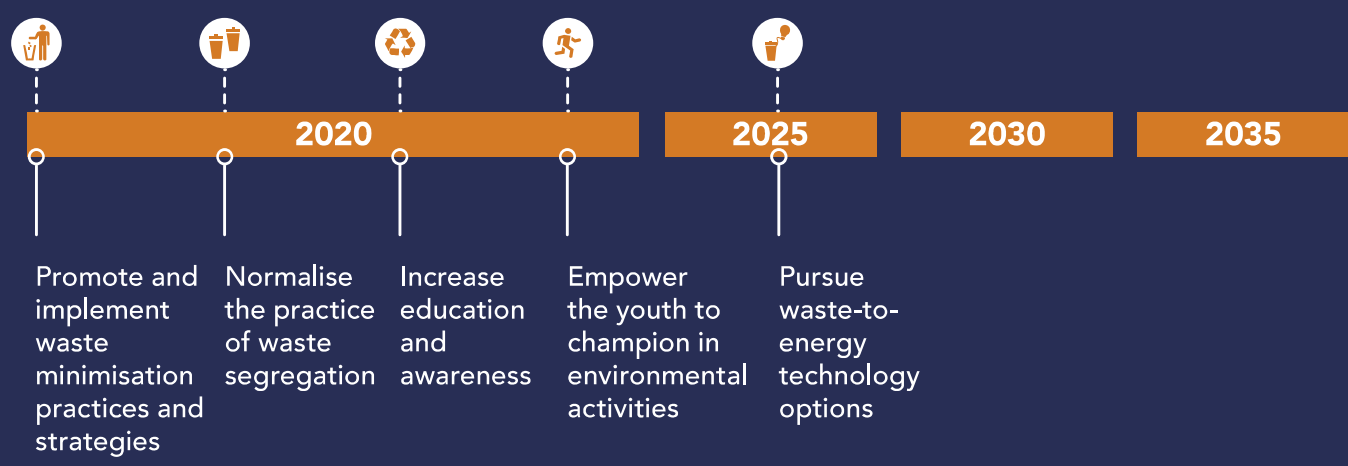 2020
2025
2030
2035
Promote and
implement
waste
minimisation
practices and
strategies
Normalise
the practice
of waste
segregation
Increase
education
and
awareness
Empower
the youth to
champion in
environmental
activities
Pursue
waste-to-
energy
technology
options